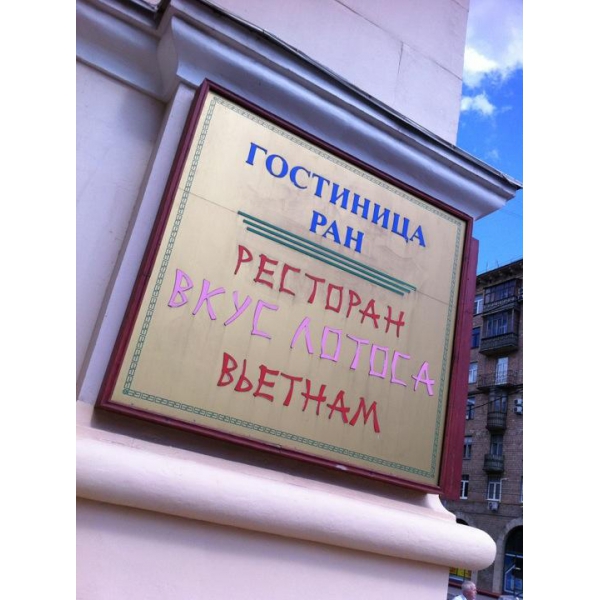 ГОСТИНИЦА
РАН
РЕСТОРАН
ВКУС ЛОТОСА
ВЬЕТНАМ